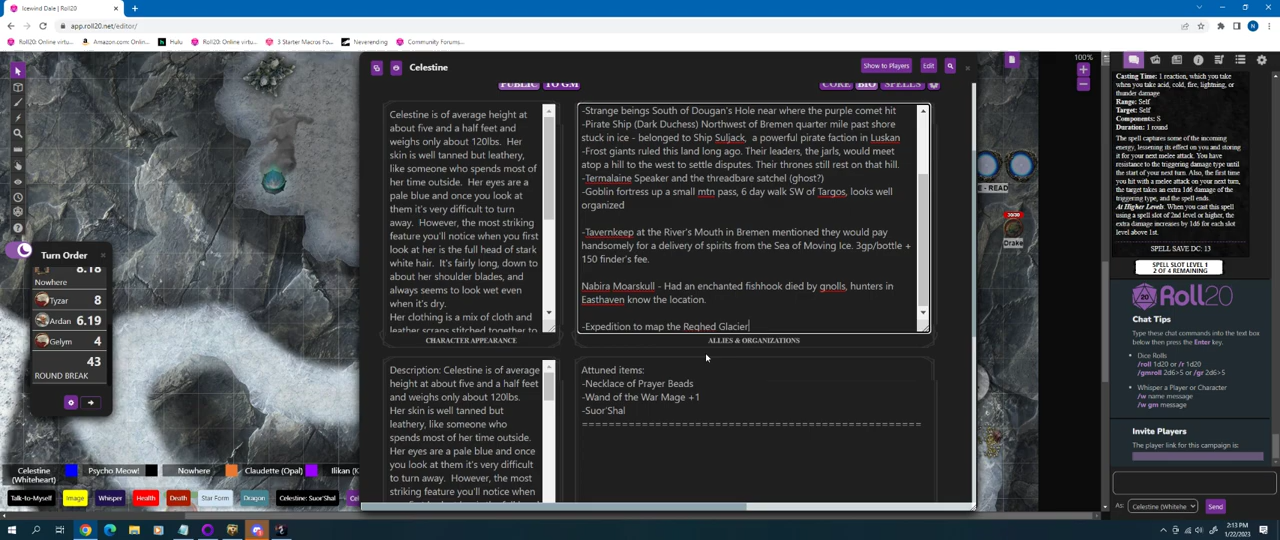 Icewind Dale | Roll20
app.roll20.net/editor/
Roll20: Online virtu...
Amazon.com: Onlin...
Hulu
Roll20: Online virtu...
3 Starter Macros Fo...
Neverending
Community Forums...
Celestine
Show to Players
Edit
100%
PUBLIC
TO GM
CORE
BIO
SPELLS
Celestine is of average height at
about five and a half feet and
weighs only about 120lbs. Her
skin is well tanned but leathery,
like someone who spends most of
her time outside. Her eyes are a
pale blue and once you look at
them it's very difficult to turn
away. However, the most striking
feature you'll notice when you first
look at her is the full head of stark
white hair. It's fairly long, down to
about her shoulder blades, and
always seems to look wet even
when it's dry.
Her clothing is a mix of cloth and
leather scraps stitched together to
CHARACTER APPEARANCE
-Strange beings South of Dougan's Hole near where the purple comet hit
-Pirate Ship (Dark Duchess) Northwest of Bremen quarter mile past shore
stuck in ice - belonged to Ship Suljack, a powerful pirate faction in Luskan
-Frost giants ruled this land long ago. Their leaders, the jarls, would meet
atop a hill to the west to settle disputes. Their thrones still rest on that hill.
-Termalaine Speaker and the threadbare satchel (ghost?)
-Goblin fortress up a small mtn pass, 6 day walk SW of Targos, looks well
organized
-Tavernkeep at the River's Mouth in Bremen mentioned they would pay
handsomely for a delivery of spirits from the Sea of Moving Ice. 3gp/bottle +
150 finder's fee.
Nabira Moarskull - Had an enchanted fishhook died by gnolls, hunters in
Easthaven know the location.
-Expedition to map the Reghed Glacier
ALLIES & ORGANIZATIONS
Description: Celestine is of average
height at about five and a half feet
and weighs only about 120lbs.
Her skin is well tanned but
leathery, like someone who
spends most of her time outside.
Her eyes are a pale blue and once
you look at them it's very difficult
to turn away. However, the most
striking feature you'll notice when
Attuned items:
-Necklace of Prayer Beads
-Wand of the War Mage +1
-Suor'Shal
Turn Order
8.18
Nowhere
Tyzar 8
Ardan 6.19
Gelym 4
43
ROUND BREAK
Celestine
(Whiteheart)
Psycho Meow!
Nowhere
Claudette (Opal)
Ilikan (
Talk-to-Myself
Image
Whisper
Health
Death
Star Form
Dragon
Celestine: Suor'Shal
- READ
30/30
Drake
Casting Time: 1 reaction, which you take
when you take acid, cold, fire, lightning, or
thunder damage
Range: Self
Target: Self
Components: S
Duration: 1 round
The spell captures some of the incoming
energy, lessening its effect on you and storing
it for your next melee attack. You have
resistance to the triggering damage type until
the start of your next turn. Also, the first time
you hit with a melee attack on your next turn,
the target takes an extra 1d6 damage of the
triggering type, and the spell ends.
At Higher Levels. When you cast this spell
using a spell slot of 2nd level or higher, the
extra damage increases by 1d6 for each slot
level above 1st.
SPELL SAVE DC: 13
SPELL SLOT LEVEL 1
2 OF 4 REMAINING
Roll20
Chat Tips
Type these chat commands into the text box
below then press the Enter key.
Dice Rolls
/roll 1d20 or /r 1d20
/gmroll 2d6>5 or /gr 2d6>5
Whisper a Player or Character
/w name message
/w gm message
Invite Players
The player link for this campaign is:
As:
Celestine (Whitehe
Send
2:13 PM
1/22/2023